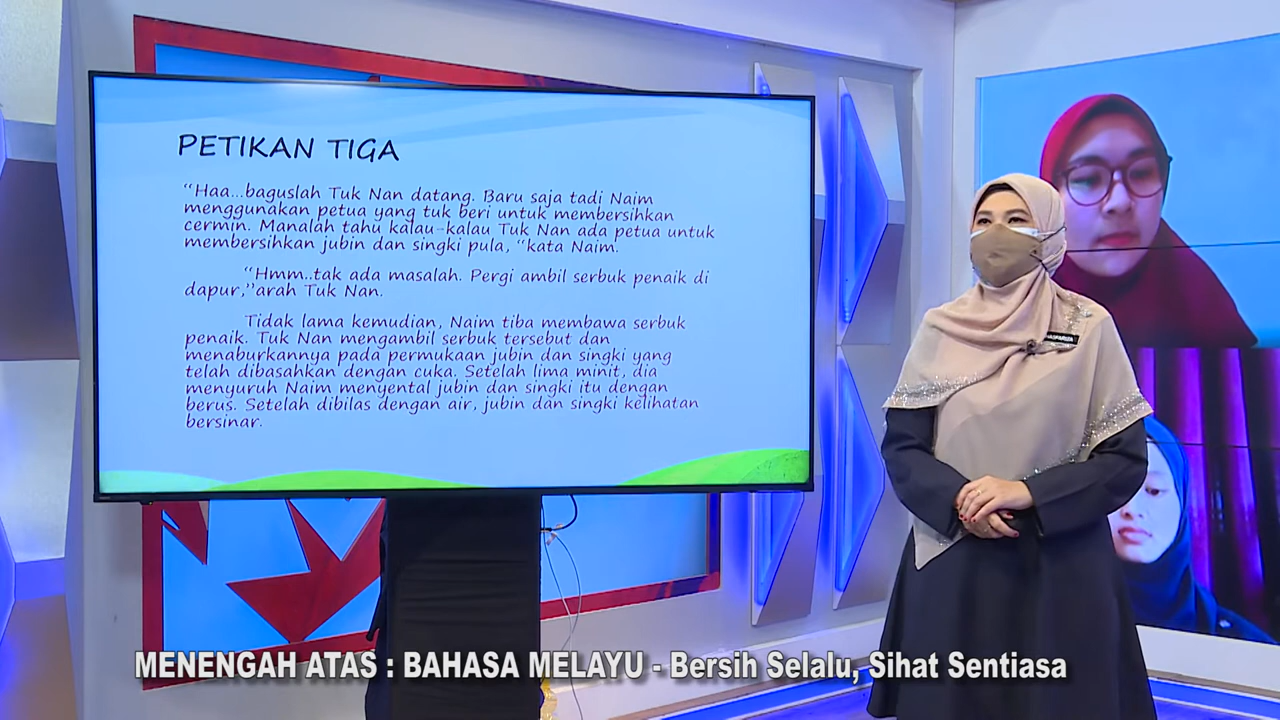 PETIKAN TIGA
“Haa...baguslah Tuk Nan datang. Baru saja tadi Naim
menggunakan petua yang tuk beri untuk membersihkan
cermin. Manalah tahu kalau-kalau Tuk Nan ada petua untuk
membersihkan jubin dan singki pula, “kata Naim.
“Hmm..tak ada masalah. Pergi ambil serbuk penaik di
dapur,”arah Tuk Nan.
Tidak lama kemudian, Naim tiba membawa serbuk
penaik. Tuk Nan mengambil serbuk tersebut dan
menaburkannya pada permukaan jubin dan singki yang
telah dibasahkan dengan cuka. Setelah lima minit, dia
menyuruh Naim menyental jubin dan singki itu dengan
berus. Setelah dibilas dengan air, jubin dan singki kelihatan
bersinar.
MENENGAH ATAS : BAHASA MELAYU - Bersih Selalu, Sihat Sentiasa